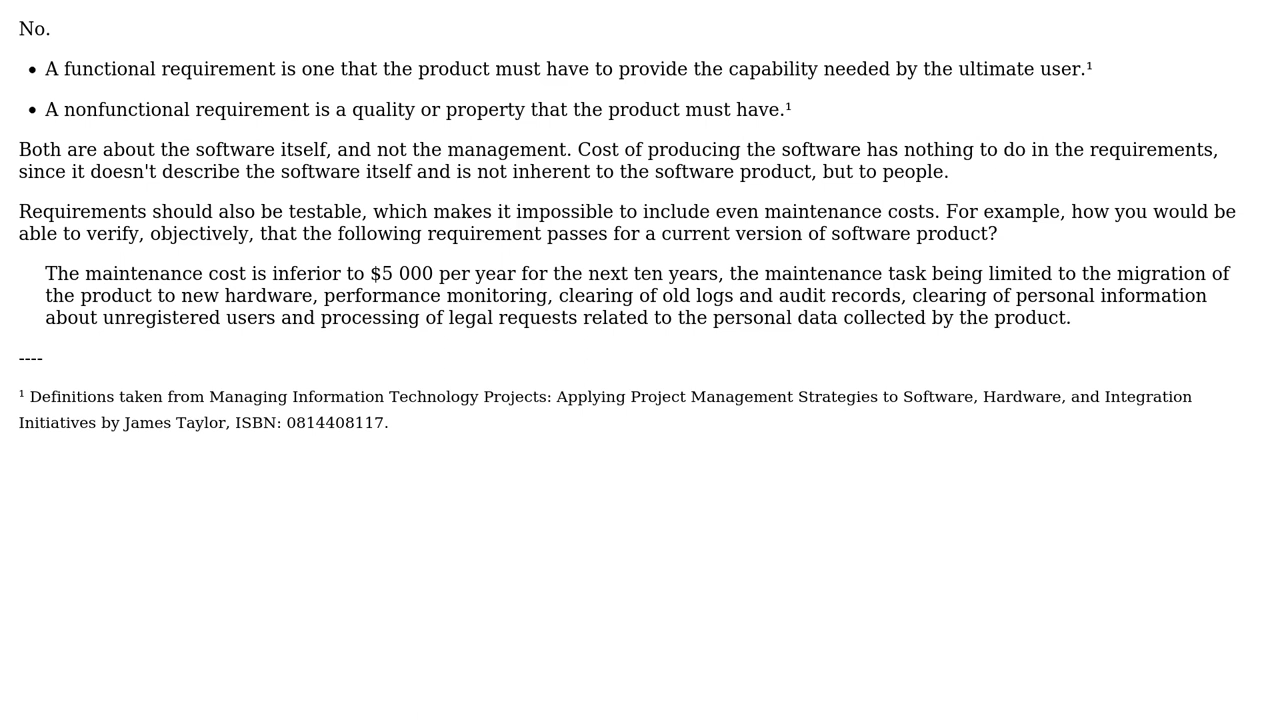 No.
• A functional requirement is one that the product must have to provide the capability needed by the ultimate user.¹
• A nonfunctional requirement is a quality or property that the product must have.¹
Both are about the software itself, and not the management. Cost of producing the software has nothing to do in the requirements,
since it doesn't describe the software itself and is not inherent to the software product, but to people.
Requirements should also be testable, which makes it impossible to include even maintenance costs. For example, how you would be
able to verify, objectively, that the following requirement passes for a current version of software product?
The maintenance cost is inferior to $5 000 per year for the next ten years, the maintenance task being limited to the migration of
the product to new hardware, performance monitoring, clearing of old logs and audit records, clearing of personal information
about unregistered users and processing of legal requests related to the personal data collected by the product.
----
¹ Definitions taken from Managing Information Technology Projects: Applying Project Management Strategies to Software, Hardware, and Integration
Initiatives by James Taylor, ISBN: 0814408117.